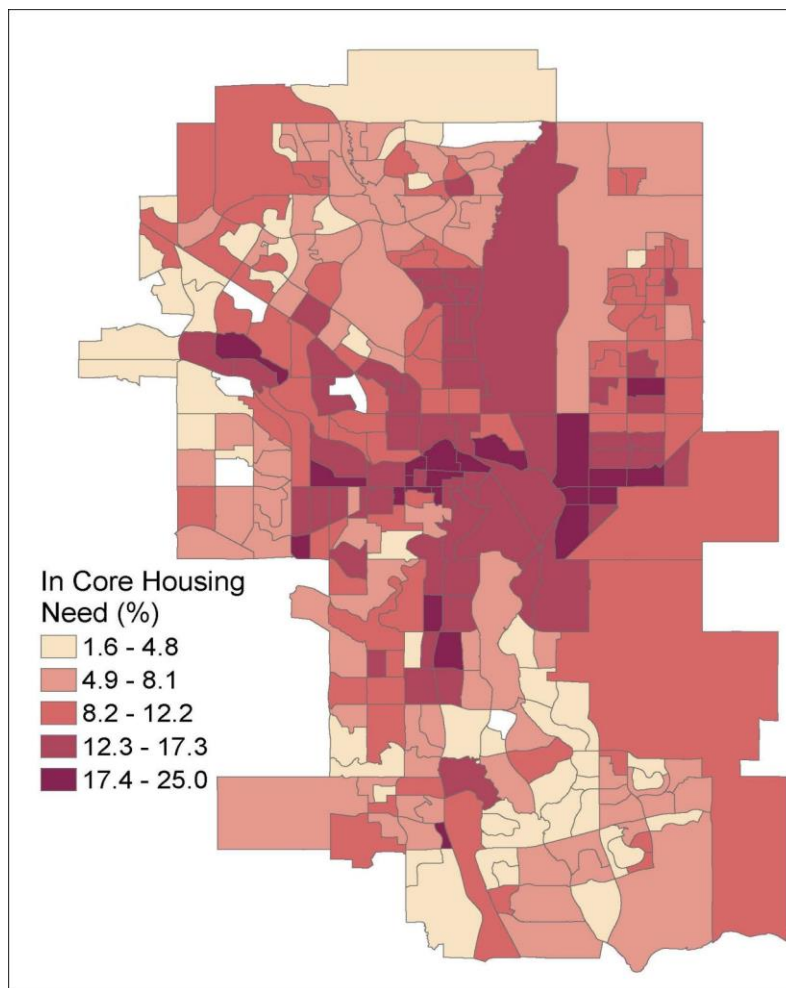 In Core Housing
Need (%)
1.6 - 4.8
4.9 - 8.1
8.2 - 12.2
12.3 - 17.3
17.4 - 25.0